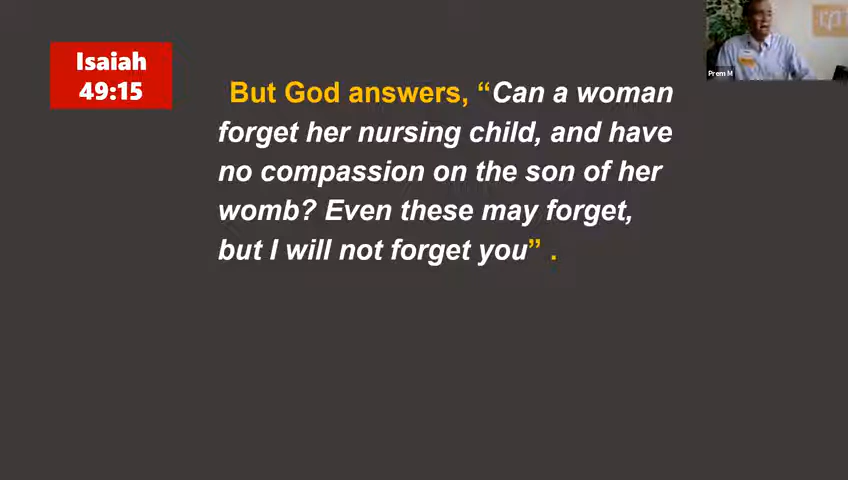 Isaiah
49:15
But God answers, “Can a woman
forget her nursing child, and have
no compassion on the son of her
womb? Even these may forget,
but I will not forget you” .
Prem M